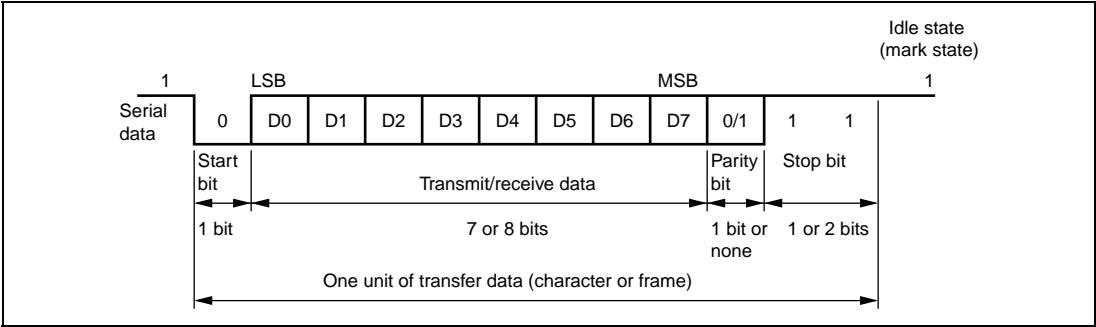 Idle state
(mark state)
1 LSB MSB 1
Serial
data
0 D0 D1 D2 D3 D4 D5 D6 D7 0/1 1 1
Start
bit
Transmit/receive data
Parity
bit
Stop bit
1 bit
7 or 8 bits
1 bit or
none
1 or 2 bits
One unit of transfer data (character or frame)